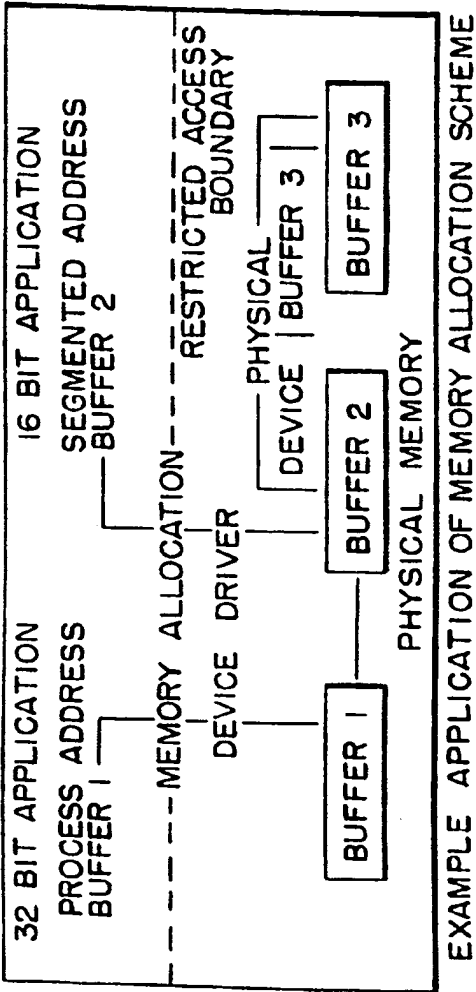 32 BIT APPLICATION
PROCESS ADDRESS
BUFFER 1
16 BIT APPLICATION
SEGMENTED ADDRESS
BUFFER 2
MEMORY ALLOCATION
RESTRICTED ACCESS
BOUNDARY
DEVICE DRIVER
PHYSICAL
DEVICE BUFFER 3
BUFFER 1
BUFFER 2
BUFFER 3
PHYSICAL MEMORY
EXAMPLE APPLICATION OF MEMORY ALLOCATION SCHEME